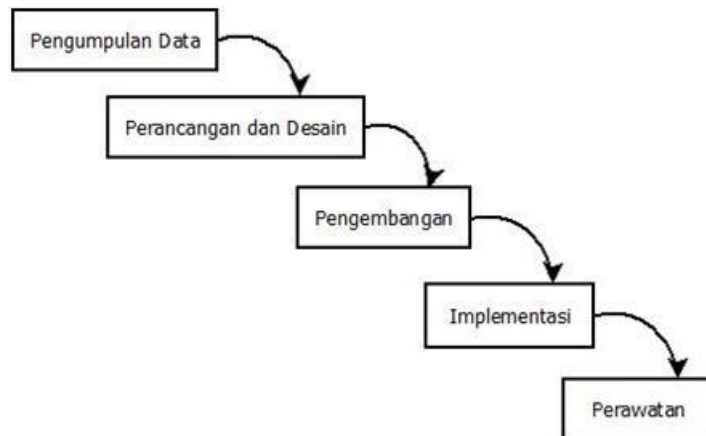 Pengumpulan Data
Perancangan dan Desain
Pengembangan
Implementasi
Perawatan